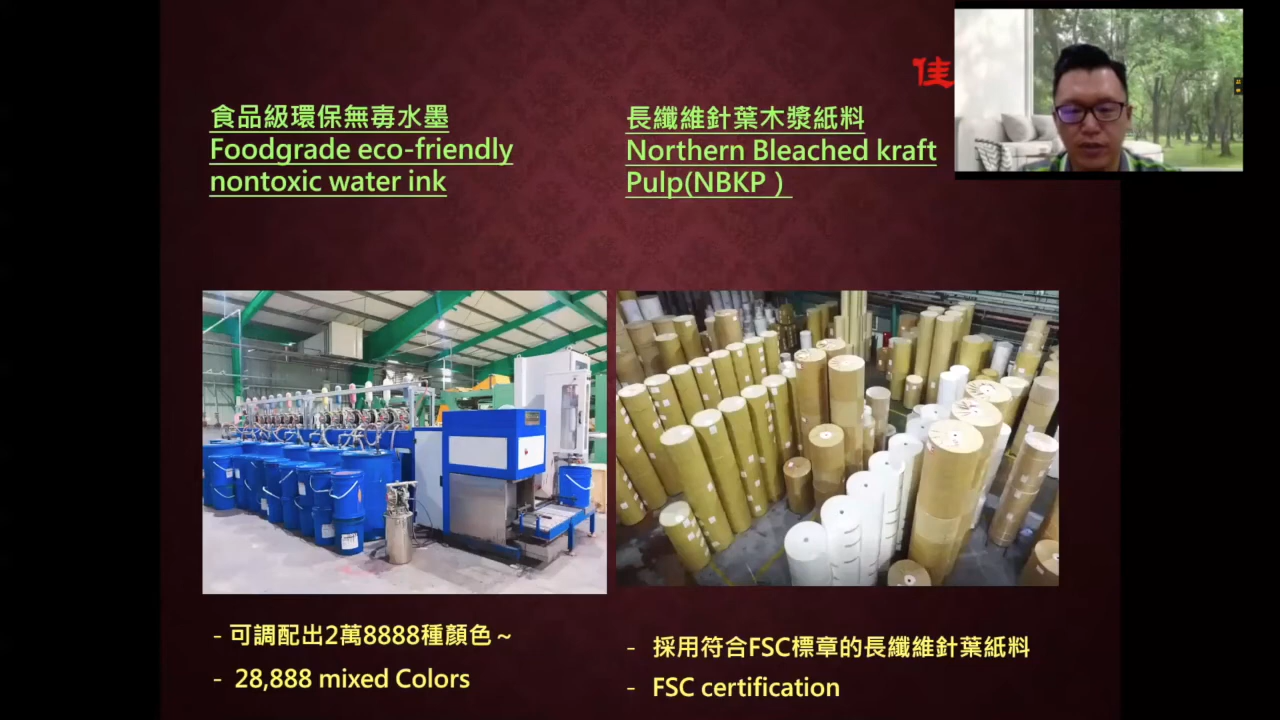 佳
食品級環保無毒水墨
Foodgrade eco-friendly
nontoxic water ink
長纖維針葉木漿紙料
Northern Bleached kraft
Pulp(NBKP )
- 可調配出2萬8888種顏色~
- 28,888 mixed Colors
- 採用符合FSC標章的長纖維針葉紙料
- FSC certification